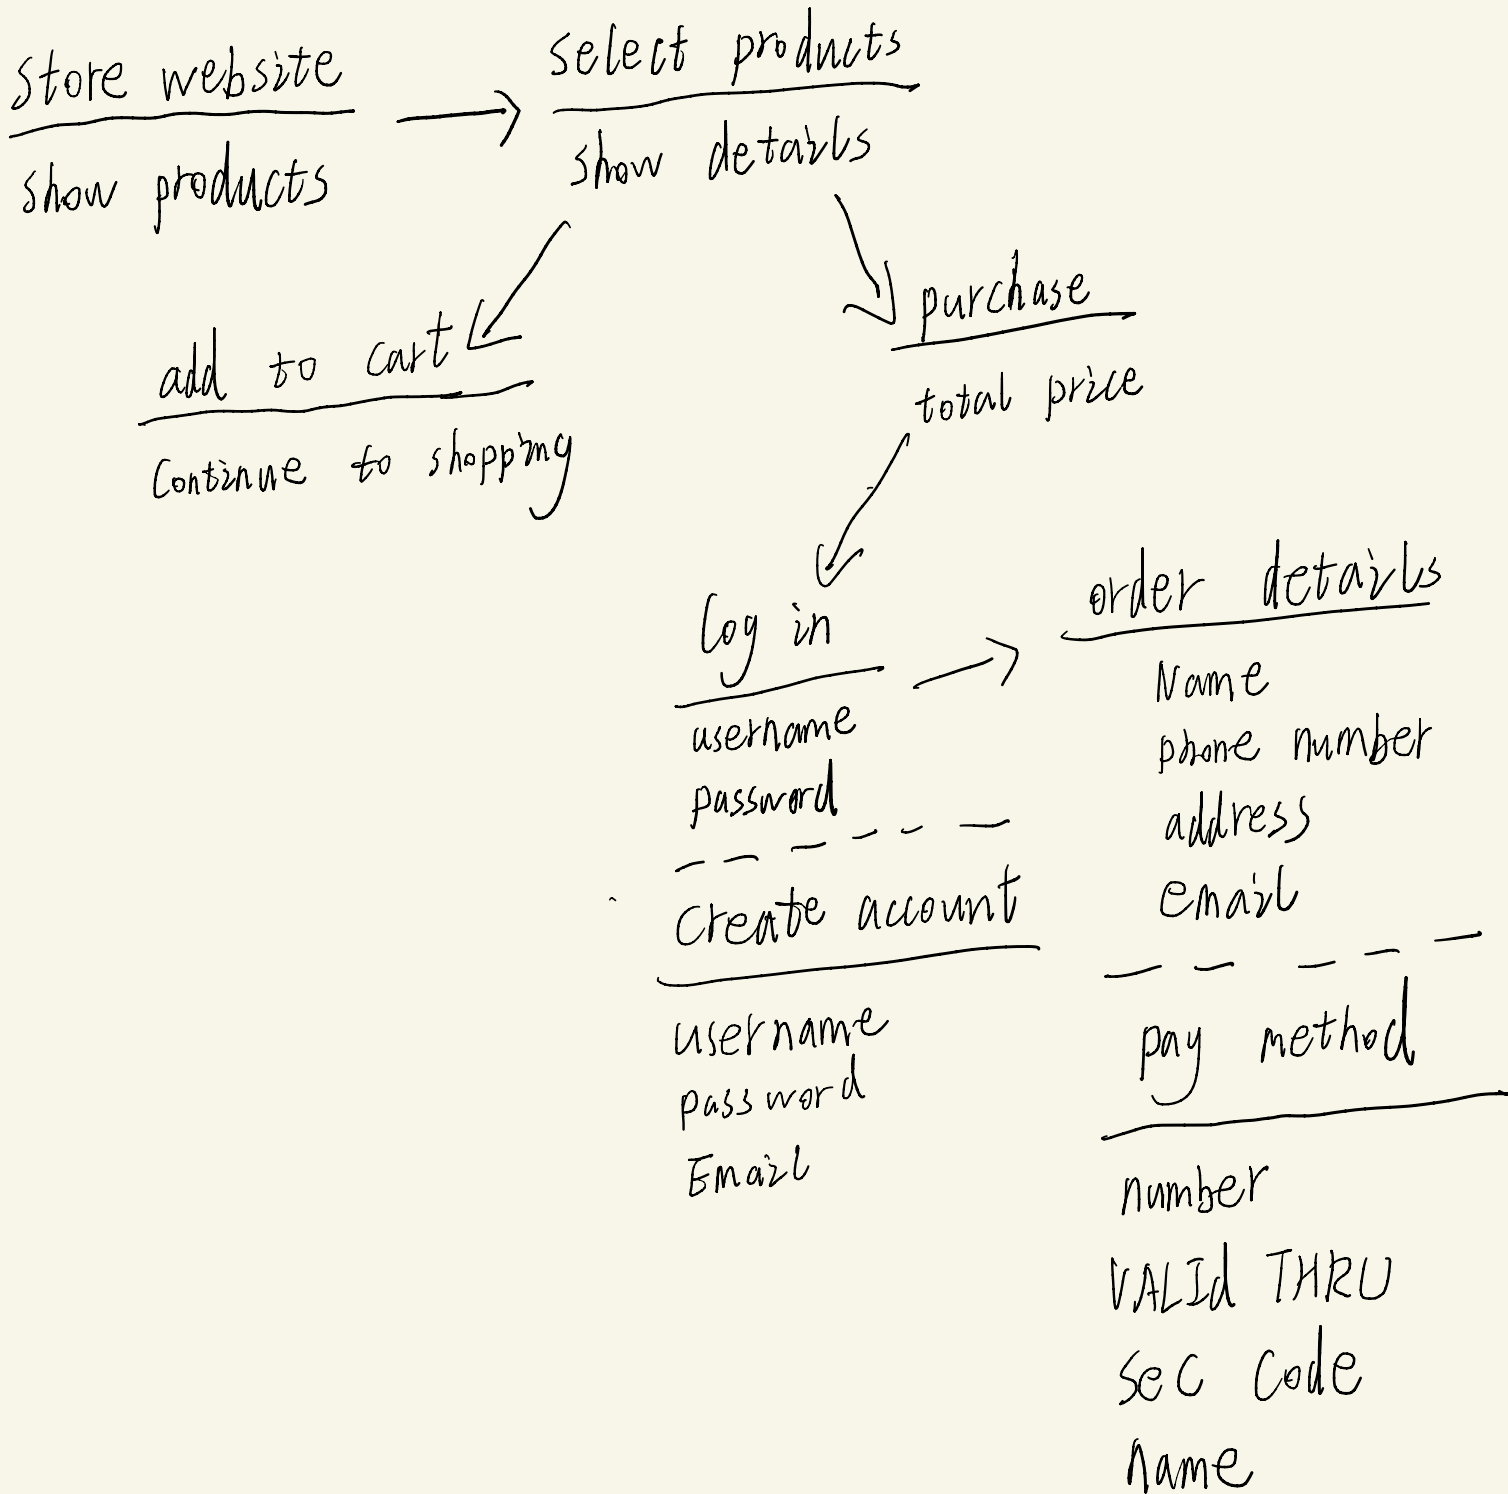 Store website
show products
select products
show details
add to cart
Continue to shopping
purchase
total price
log in
username
password
Create account
username
password
Email
order details
Name
phone number
address
email
pay method
number
VALId THRU
sec code
name